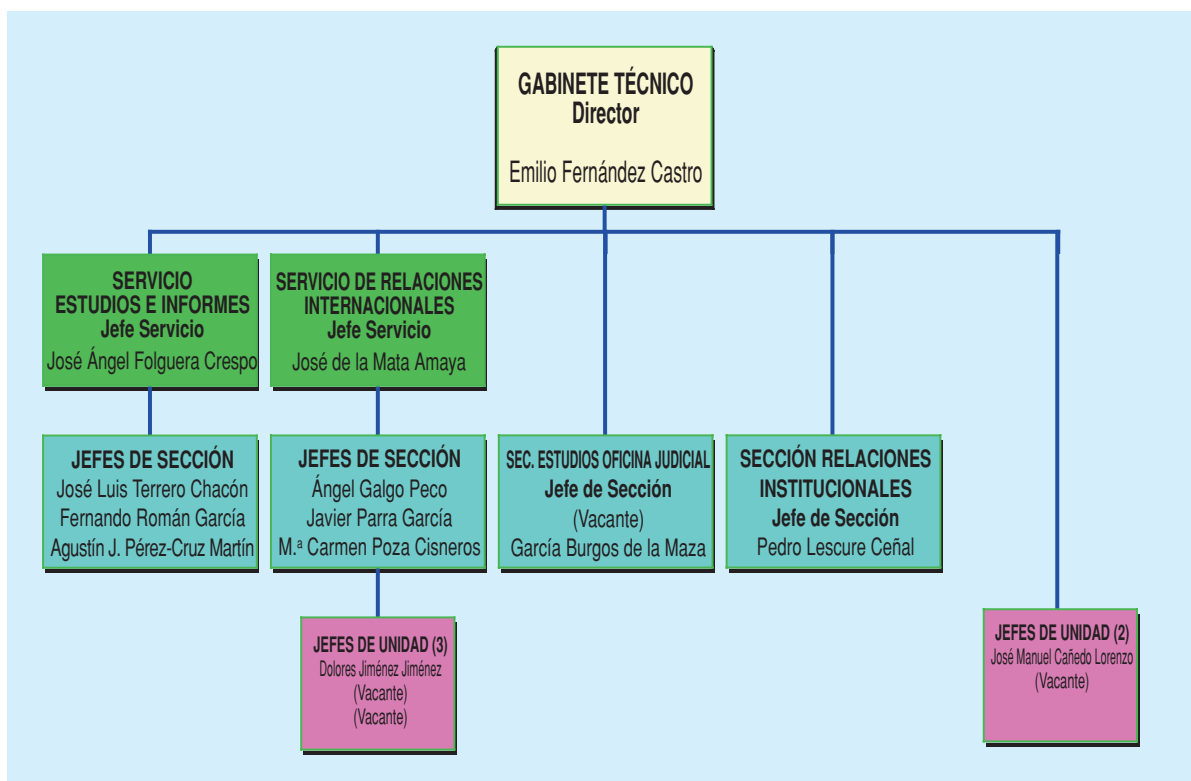 GABINETE TÉCNICO
Director
Emilio Fernández Castro
SERVICIO
ESTUDIOS E INFORMES
Jefe Servicio
José Ángel Folguera Crespo
SERVICIO DE RELACIONES
INTERNACIONALES
Jefe Servicio
José de la Mata Amaya
JEFES DE SECCIÓN
José Luis Terrero Chacón
Fernando Román García
Agustín J. Pérez-Cruz Martín
JEFES DE SECCIÓN
Ángel Galgo Peco
Javier Parra García
M.ª Carmen Poza Cisneros
SEC. ESTUDIOS OFICINA JUDICIAL
Jefe de Sección
(Vacante)
García Burgos de la Maza
SECCIÓN RELACIONES
INSTITUCIONALES
Jefe de Sección
Pedro Lescure Ceñal
JEFES DE UNIDAD (3)
Dolores Jiménez Jiménez
(Vacante)
(Vacante)
JEFES DE UNIDAD (2)
José Manuel Cañedo Lorenzo
(Vacante)